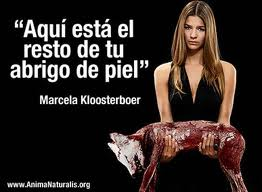 “Aquí está el
resto de tu
abrigo de piel”
Marcela Kloosterboer
www.AnimaNaturalis.org